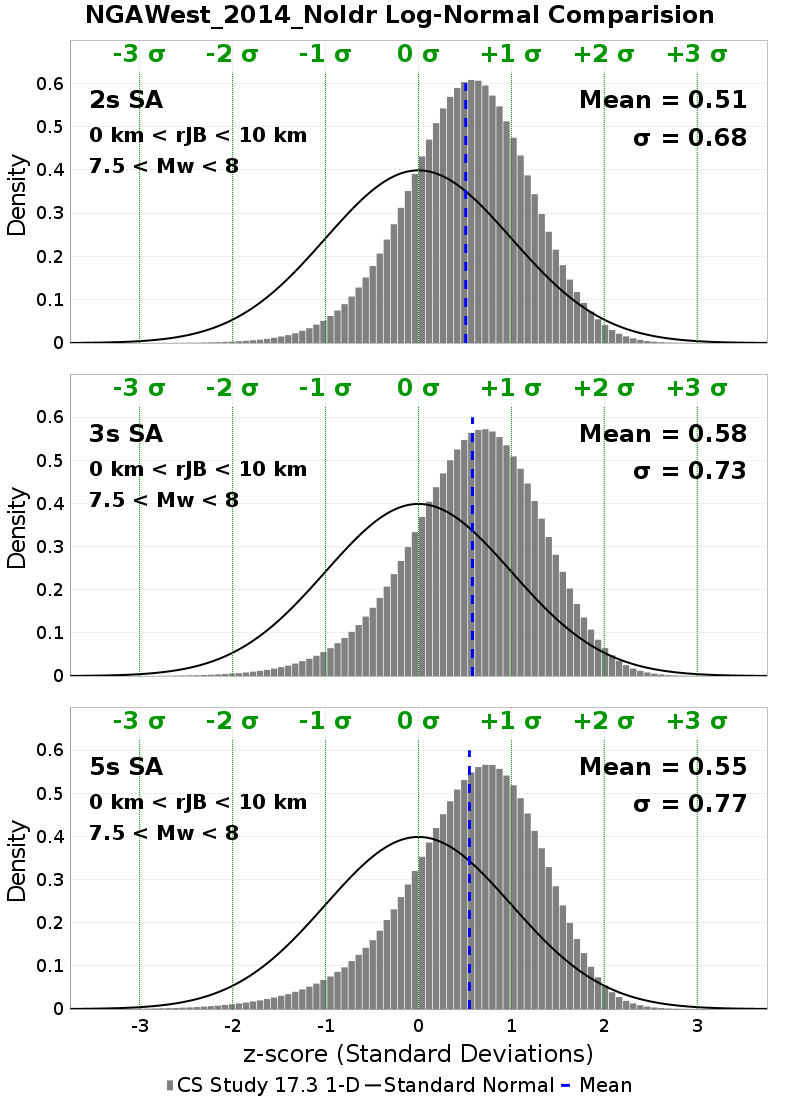 NGAWest_2014_NoIdr Log-Normal Comparision
-3 σ -2 σ -1 σ 0 σ +1 σ +2 σ +3 σ
2s SA
0 km < rJB < 10 km
7.5 < Mw < 8
Mean = 0.51
σ = 0.68
0.6
0.5
0.4
0.3
0.2
0.1
0
Density
-3 σ -2 σ -1 σ 0 σ +1 σ +2 σ +3 σ
3s SA
0 km < rJB < 10 km
7.5 < Mw < 8
Mean = 0.58
σ = 0.73
0.6
0.5
0.4
0.3
0.2
0.1
0
Density
-3 σ -2 σ -1 σ 0 σ +1 σ +2 σ +3 σ
5s SA
0 km < rJB < 10 km
7.5 < Mw < 8
Mean = 0.55
σ = 0.77
0.6
0.5
0.4
0.3
0.2
0.1
0
Density
-3 -2 -1 0 1 2 3
z-score (Standard Deviations)
CS Study 17.3 1-D Standard Normal Mean